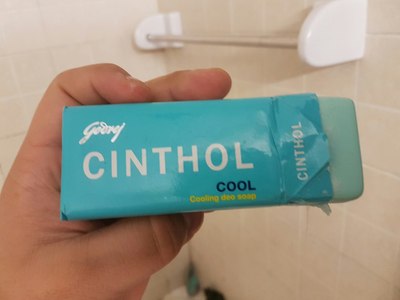 Godrej
CINTHOL
COOL
Cooling deo soap
CINTHOL